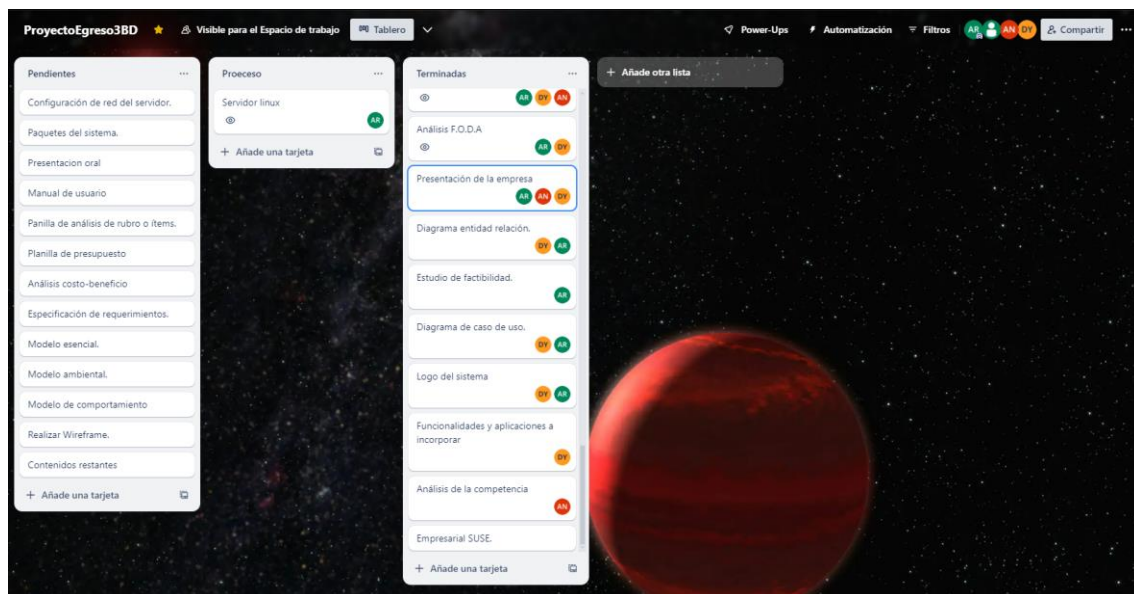 ProyectoEgreso3BD
Visible para el Espacio de trabajo
Tablero
Power-Ups
Automatización
Filtros
AR
AN
DY
Compartir
Pendientes
Configuración de red del servidor.
Paquetes del sistema.
Presentacion oral
Manual de usuario
Panilla de análisis de rubro o ítems.
Planilla de presupuesto
Análisis costo-beneficio
Especificación de requerimientos.
Modelo esencial.
Modelo ambiental.
Modelo de comportamiento
Realizar Wireframe.
Contenidos restantes
+ Añade una tarjeta
Proeceso
Servidor linux
AR
+ Añade una tarjeta
Terminadas
AR DY AN
Análisis F.O.D.A
AR DY
Presentación de la empresa
AR AN DY
Diagrama entidad relación.
DY AR
Estudio de factibilidad.
AR
Diagrama de caso de uso.
DY AR
Logo del sistema
DY AR
Funcionalidades y aplicaciones a
incorporar
DY
Análisis de la competencia
AN
Empresarial SUSE.
+ Añade una tarjeta
+ Añade otra lista